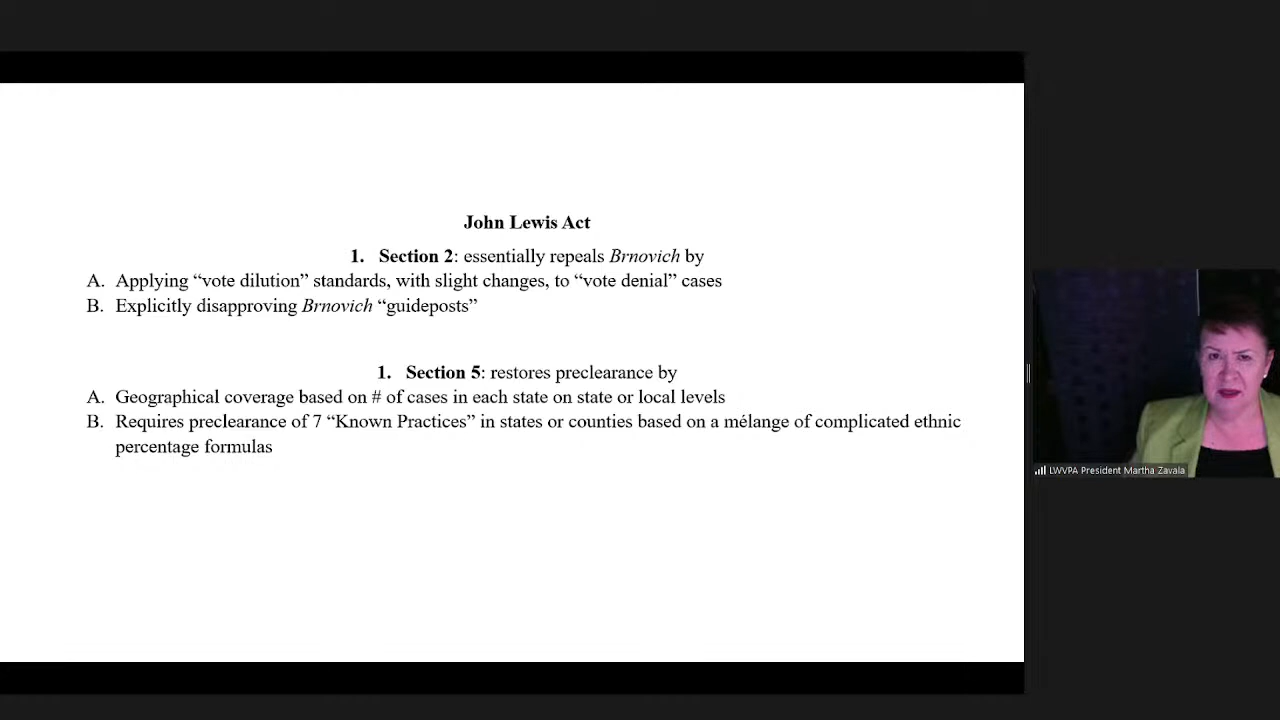 John Lewis Act
1. Section 2: essentially repeals Brnovich by
A. Applying “vote dilution” standards, with slight changes, to “vote denial” cases
B. Explicitly disapproving Brnovich “guideposts”
1. Section 5: restores preclearance by
A. Geographical coverage based on # of cases in each state on state or local levels
B. Requires preclearance of 7 “Known Practices” in states or counties based on a mélange of complicated ethnic
percentage formulas
LWVPA President Martha Zavala